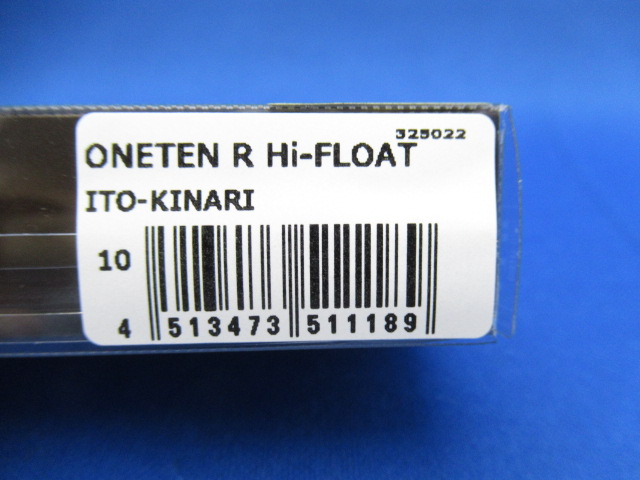 325022
ONETEN R Hi-FLOAT
ITO-KINARI
10
4 513473 511189